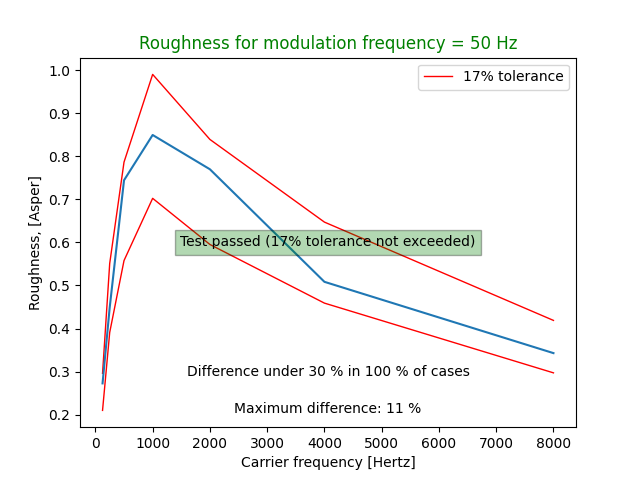 Roughness for modulation frequency = 50 Hz
17% tolerance
Roughness, [Asper]
1.0
0.9
0.8
0.7
0.6
0.5
0.4
0.3
0.2
Test passed (17% tolerance not exceeded)
Difference under 30 % in 100 % of cases
Maximum difference: 11 %
0 1000 2000 3000 4000 5000 6000 7000 8000
Carrier frequency [Hertz]